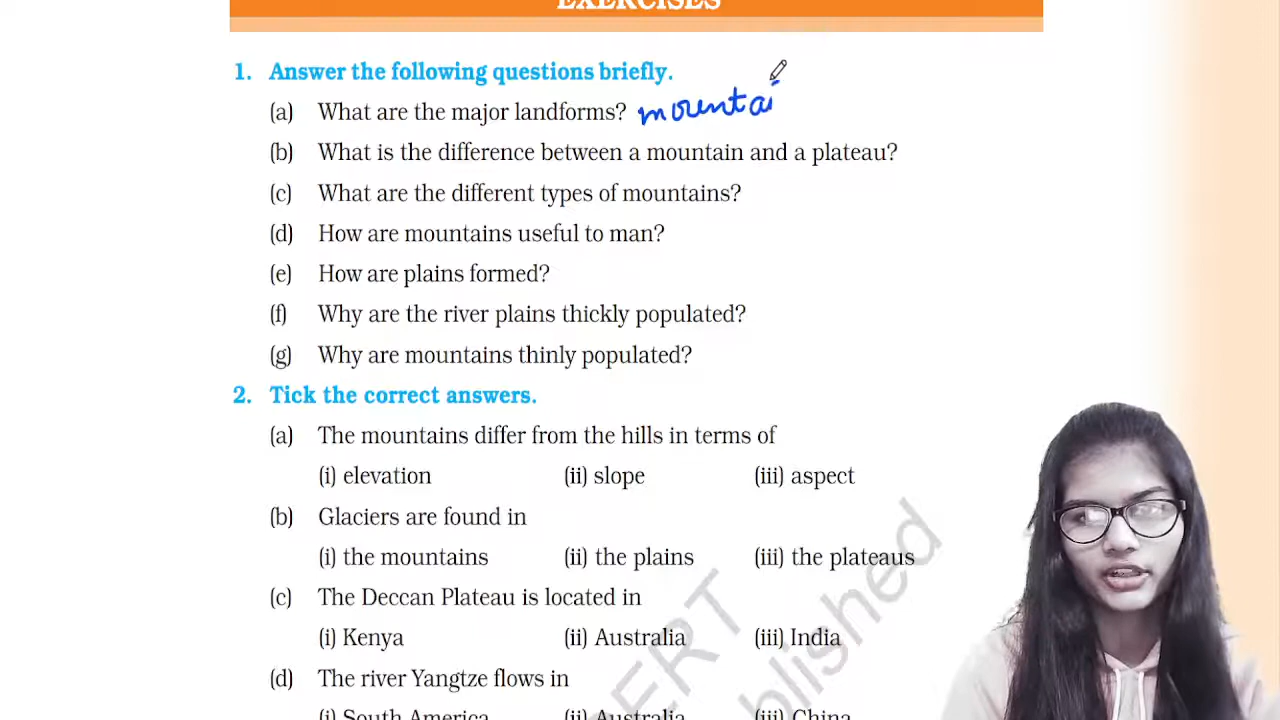 EXERCISES
1. Answer the following questions briefly.
(a) What are the major landforms? mountai
(b) What is the difference between a mountain and a plateau?
(c) What are the different types of mountains?
(d) How are mountains useful to man?
(e) How are plains formed?
(f) Why are the river plains thickly populated?
(g) Why are mountains thinly populated?
2. Tick the correct answers.
(a) The mountains differ from the hills in terms of
(i) elevation (ii) slope (iii) aspect
(b) Glaciers are found in
(i) the mountains (ii) the plains (iii) the plateaus
(c) The Deccan Plateau is located in
(i) Kenya (ii) Australia (iii) India
(d) The river Yangtze flows in
(i) South America (ii) Australia (iii) China